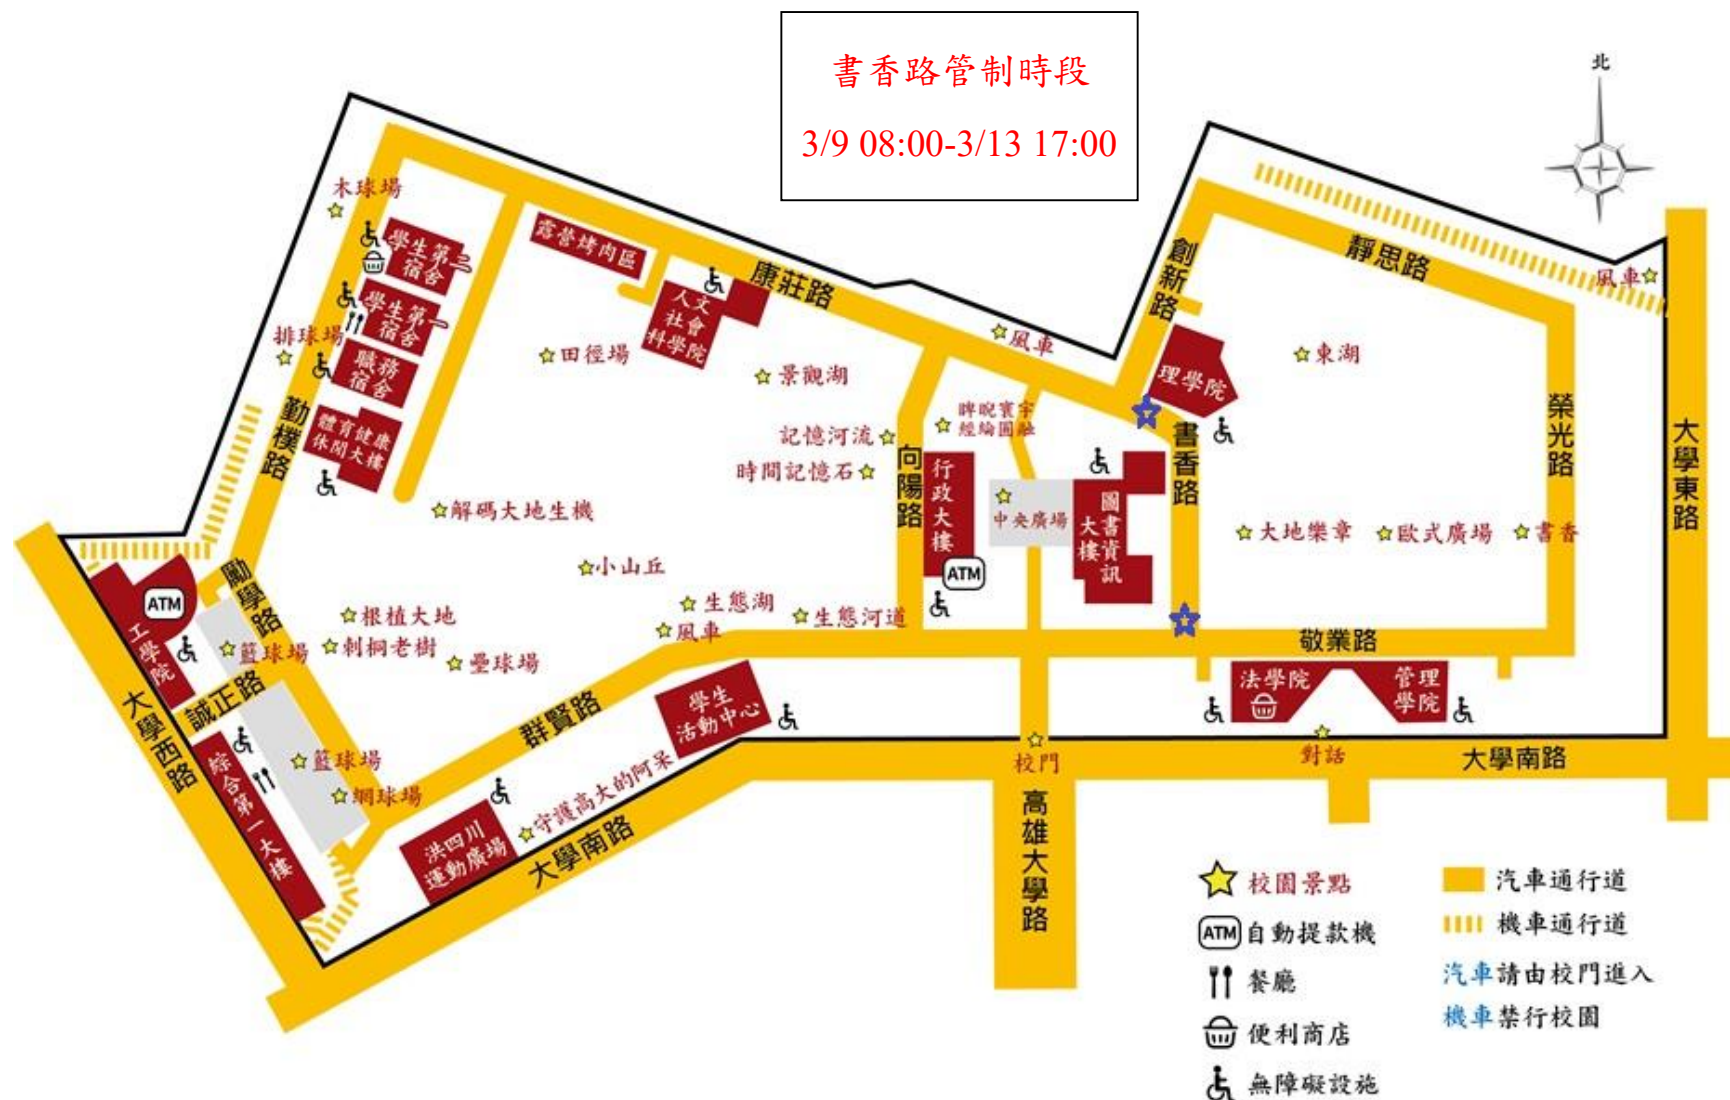 書香路管制時段
3/9 08:00-3/13 17:00
北
木球場
學生第二
宿舍
學生第一
宿舍
排球場
職務
宿舍
體育健康
休閒大樓
勤樸路
露營烤肉區
人文
社會
科學院
康莊路
田徑場
景觀湖
風車
創新路
靜思路
風車
理學院
東湖
榮光路
大學東路
睥睨寰宇
經綸圓融
記憶河流
時間記憶石
向陽路
行政大樓
ATM
中央廣場
圖書資訊
大樓
書香路
大地樂章
歐式廣場
書香
解碼大地生機
小山丘
生態湖
風車
生態河道
根植大地
刺桐老樹
壘球場
勵學路
ATM
工學院
籃球場
誠正路
大學西路
綜合第一大樓
籃球場
網球場
群賢路
學生
活動中心
守護高大的阿呆
洪四川
運動廣場
大學南路
敬業路
法學院
管理
學院
校門
對話
大學南路
高雄大學路
校園景點
ATM 自動提款機
餐廳
便利商店
無障礙設施
汽車通行道
機車通行道
汽車請由校門進入
機車禁行校園